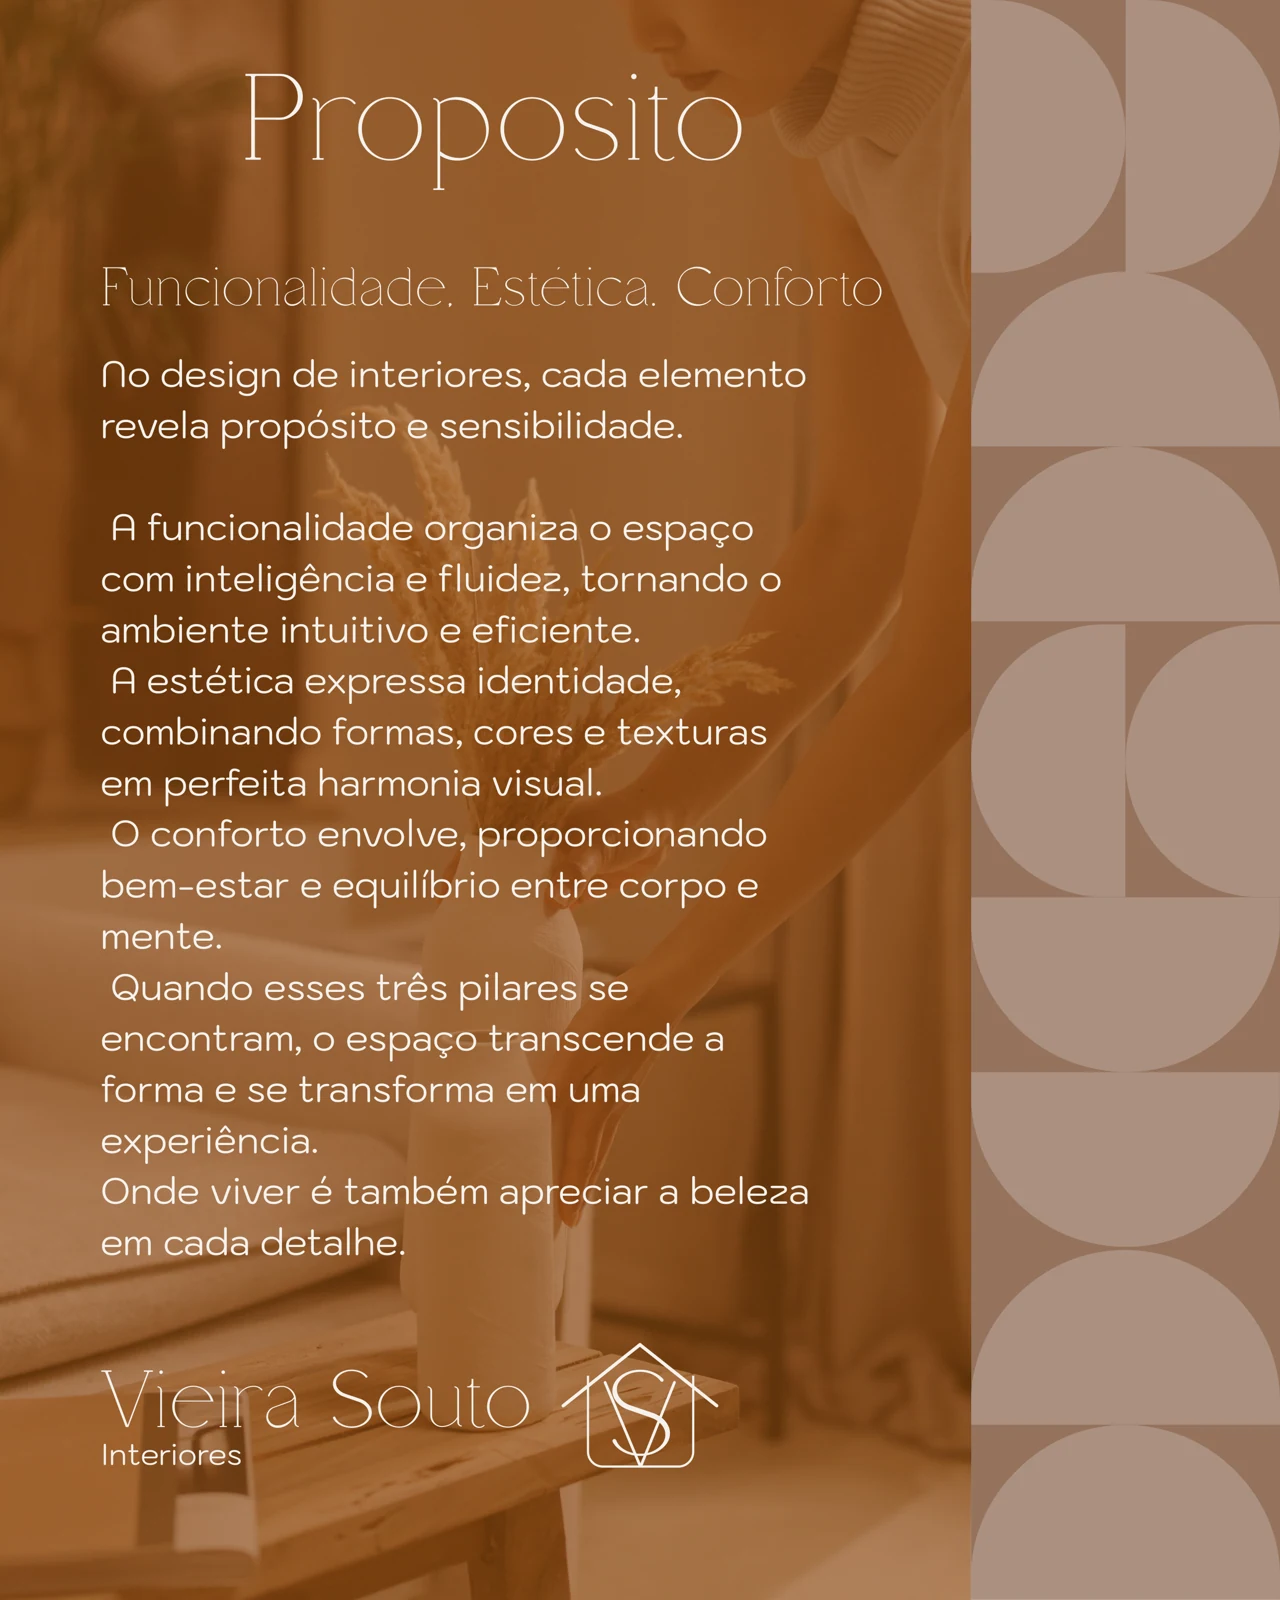 Proposito
Funcionalidade, Estética. Conforto
No design de interiores, cada elemento
revela propósito e sensibilidade.
A funcionalidade organiza o espaço
com inteligência e fluidez, tornando o
ambiente intuitivo e eficiente.
A estética expressa identidade,
combinando formas, cores e texturas
em perfeita harmonia visual.
O conforto envolve, proporcionando
bem-estar e equilíbrio entre corpo e
mente.
Quando esses três pilares se
encontram, o espaço transcende a
forma e se transforma em uma
experiência.
Onde viver é também apreciar a beleza
em cada detalhe.
Vieira Souto
Interiores
VS